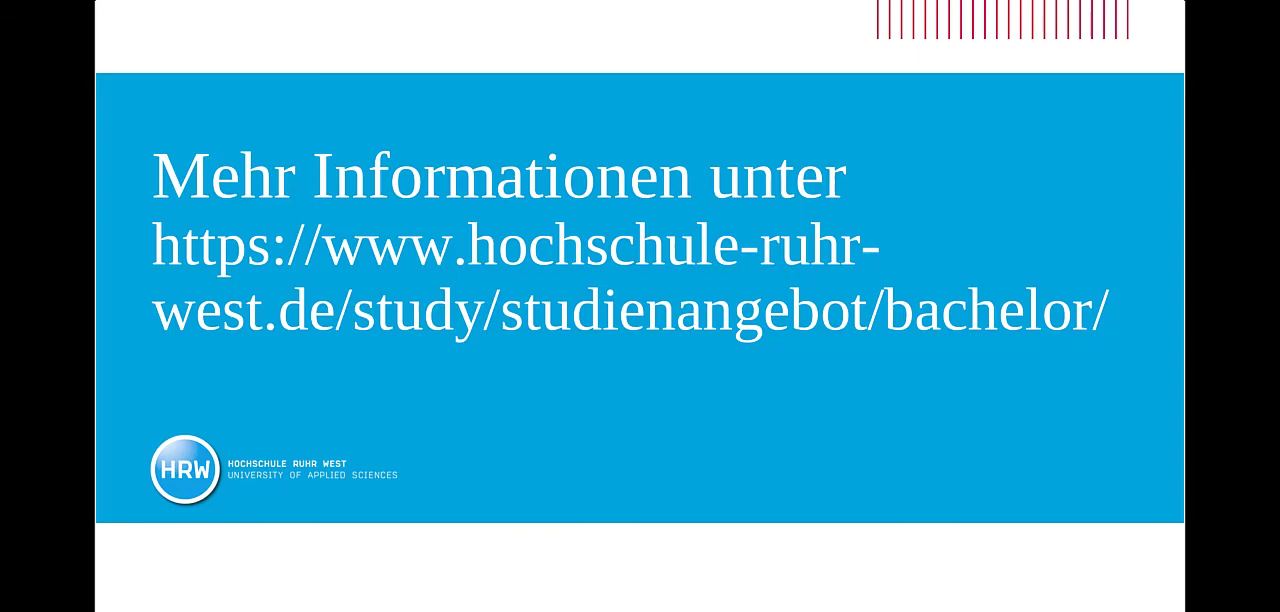 Mehr Informationen unter
https://www.hochschule-ruhr-
west.de/study/studienangebot/bachelor/
HRW
HOCHSCHULE RUHR WEST
UNIVERSITY OF APPLIED SCIENCES